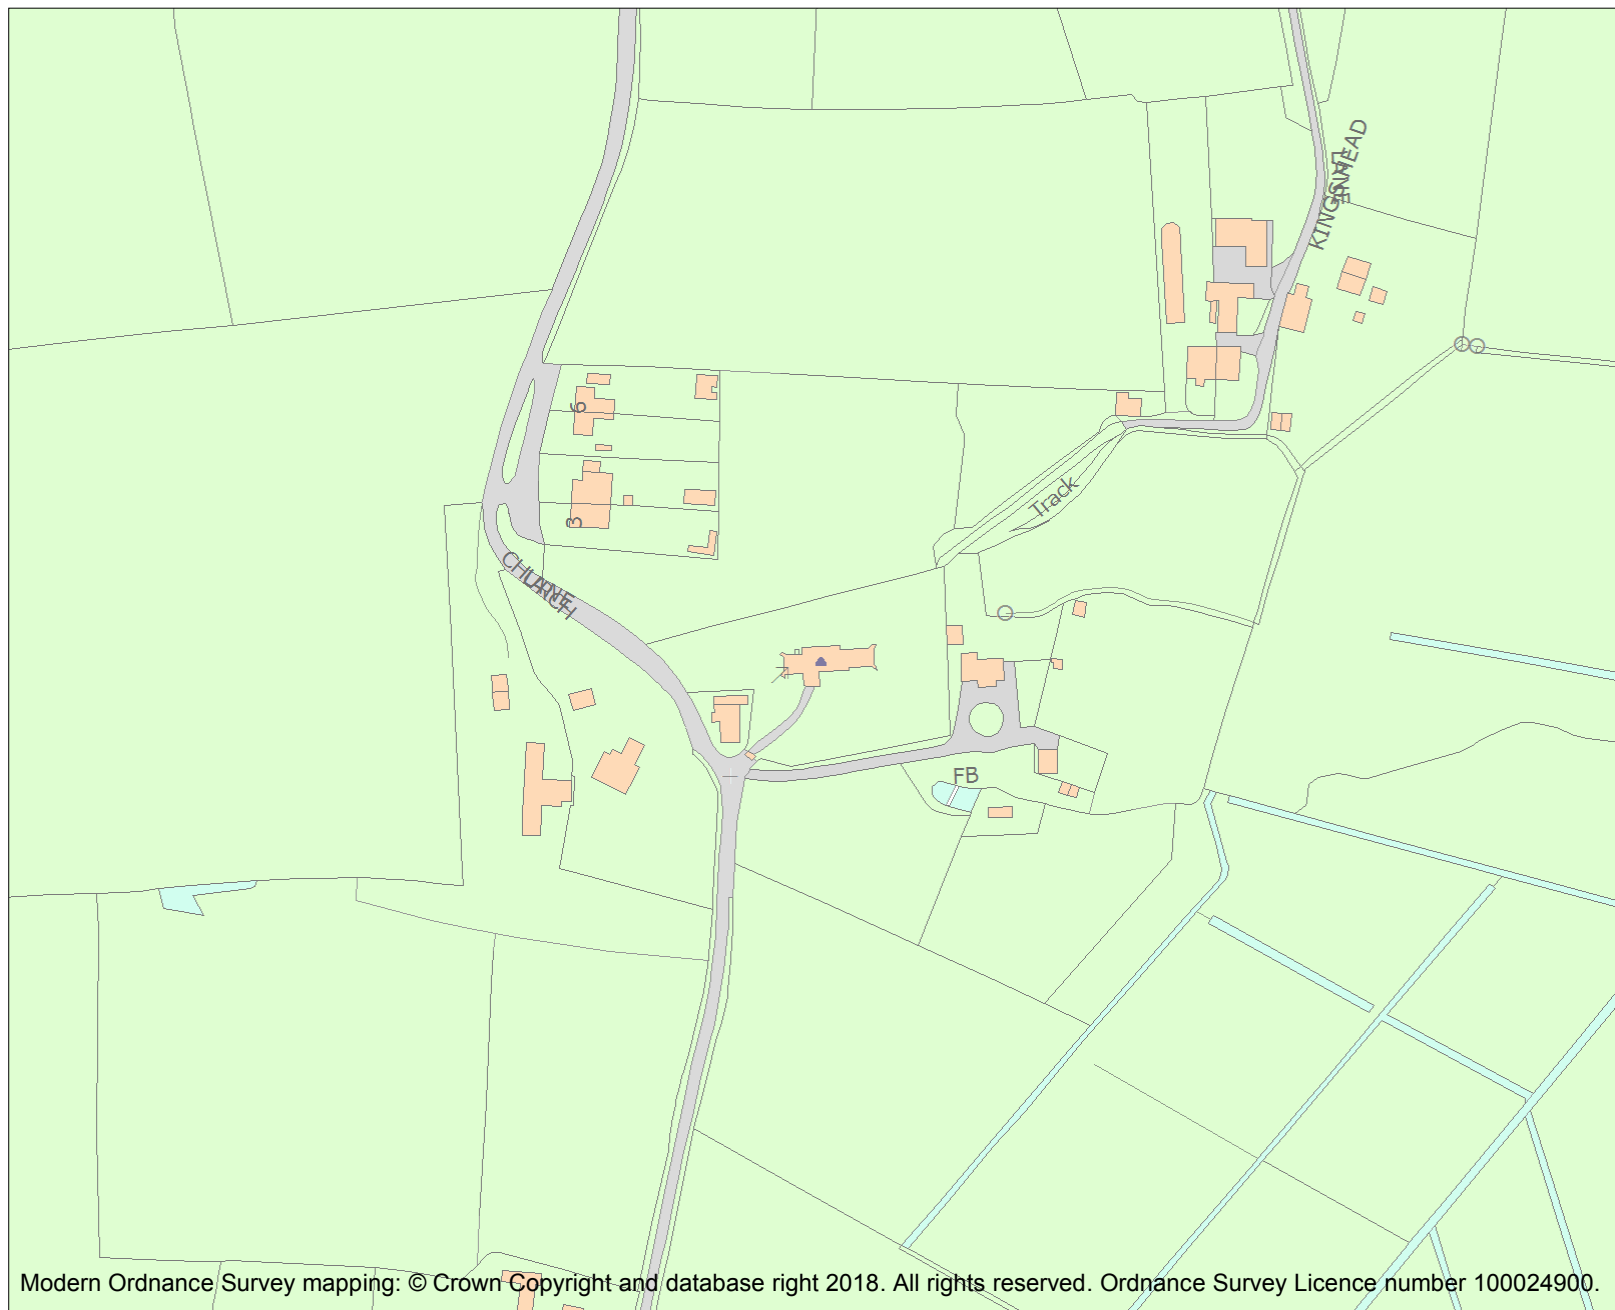 KINGSHEAD
LANE
6
Track
3
CHURCH
LANE
FB
Modern Ordnance Survey mapping: © Crown Copyright and database right 2018. All rights reserved. Ordnance Survey Licence number 100024900.